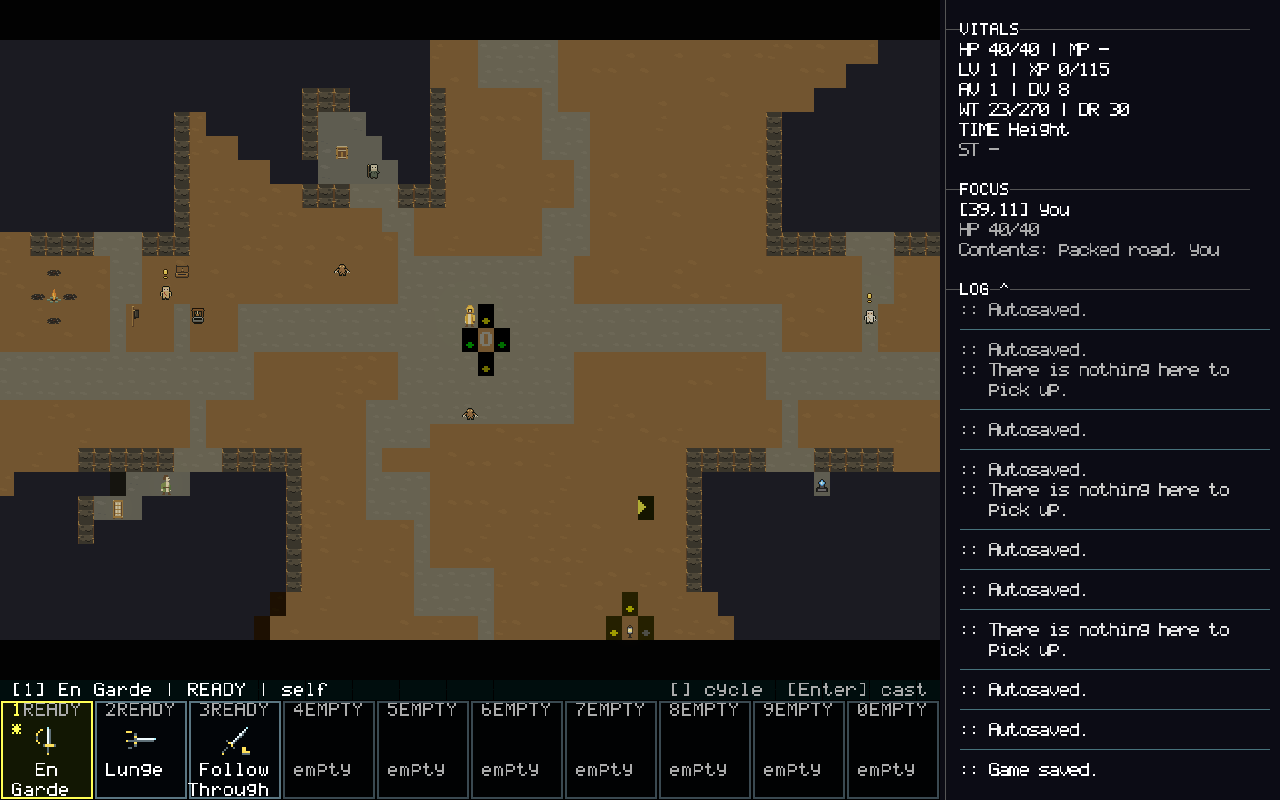 VITALS
HP 40/40 | MP -
LV 1 | XP 0/115
AV 1 | DV 8
WT 23/270 | DR 30
TIME Height
ST -
FOCUS
[39,11] You
HP 40/40
Contents: Packed road, You
LOG ^
:: Autosaved.
:: Autosaved.
:: There is nothing here to
Pick up.
:: Autosaved.
:: Autosaved.
:: There is nothing here to
Pick up.
:: Autosaved.
:: Autosaved.
:: There is nothing here to
Pick up.
:: Autosaved.
:: Autosaved.
:: Game saved.
[1] En Garde | READY | self
[] cycle [Enter] cast
1READY 2READY 3READY 4EMPTY 5EMPTY 6EMPTY 7EMPTY 8EMPTY 9EMPTY 0EMPTY
*
En Garde
Lunge
Follow Through
empty empty empty empty empty empty empty